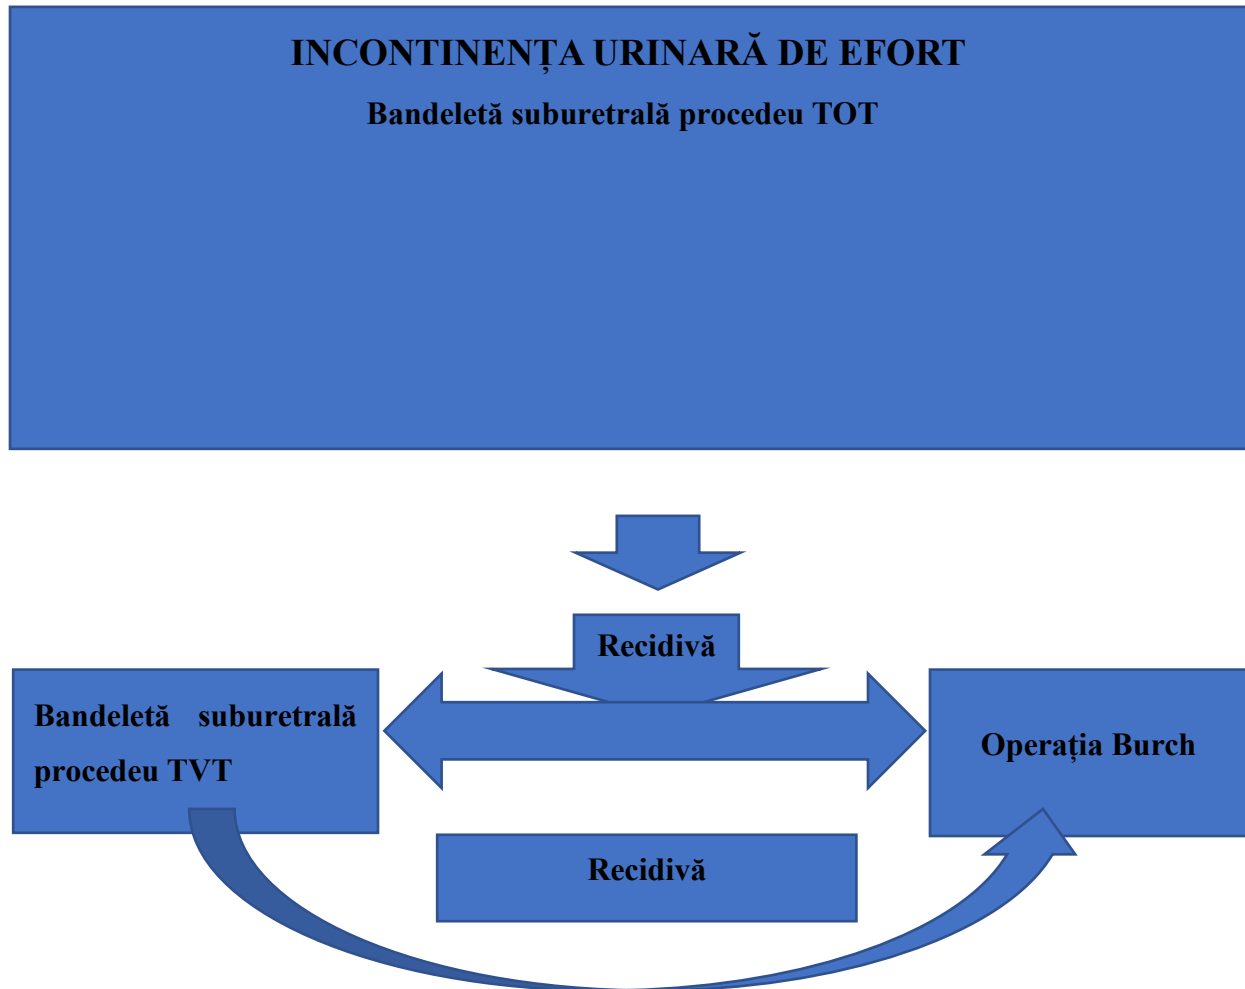 INCONTINENȚA URINARĂ DE EFORT
Bandeletă suburetrală procedeu TOT
Recidivă
Bandeletă suburetrală
procedeu TVT
Operația Burch
Recidivă